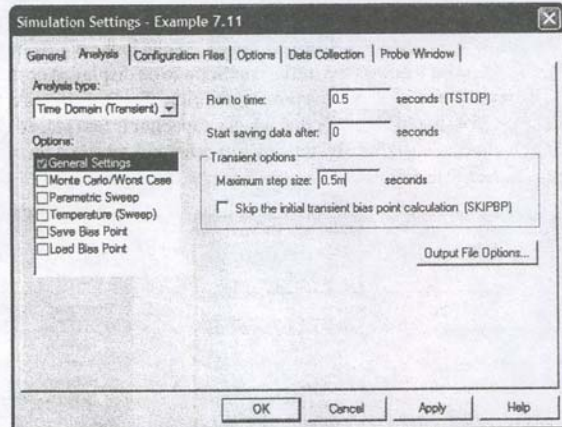 Simulation Settings - Example 7.11
General Analysis Configuration Files Options Data Collection Probe Window
Analysis type:
Time Domain (Transient)
Options:
General Settings
Monte Carlo/Worst Case
Parametric Sweep
Temperature (Sweep)
Save Bias Point
Load Bias Point
Run to time: 0.5 seconds (TSTOP)
Start saving data after: 0 seconds
Transient options
Maximum step size: 0.5m seconds
Skip the initial transient bias point calculation (SKIPBP)
Output File Options...
OK Cancel Apply Help